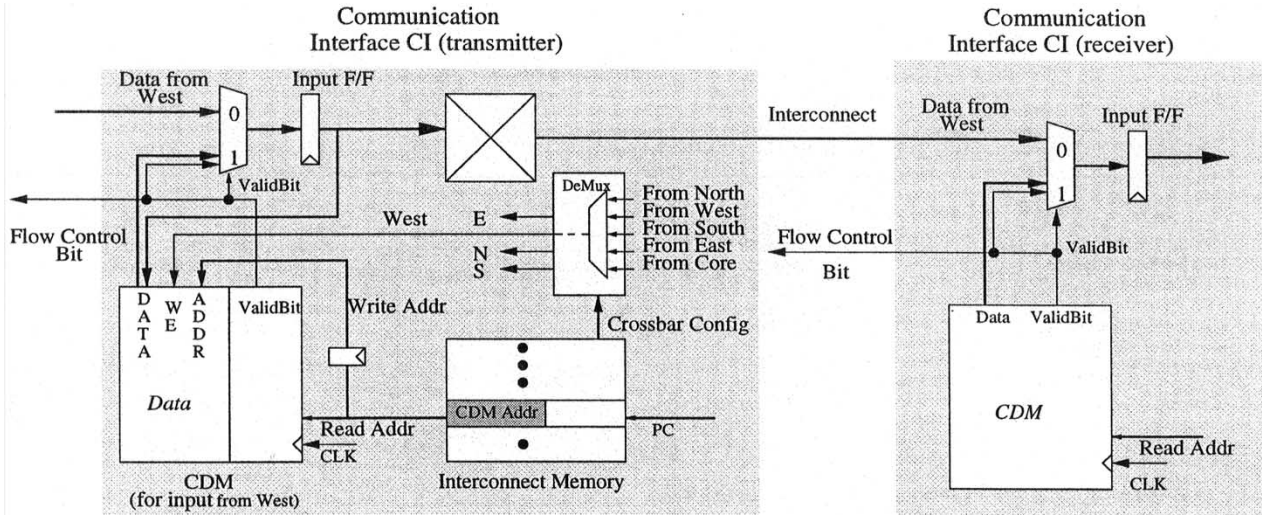 Communication
Interface CI (transmitter)
Communication
Interface CI (receiver)
Data from
West
Input F/F
0
1
ValidBit
Interconnect
Data from
West
Input F/F
0
1
ValidBit
Flow Control
Bit
West
E
N
S
DeMux
From North
From West
From South
From East
From Core
Flow Control
Bit
DATA
WE
ADDR
ValidBit
Write Addr
Crossbar Config
Data
Read Addr
CLK
CDM Addr
PC
Data
ValidBit
CDM
Read Addr
CLK
CDM
(for input from West)
Interconnect Memory